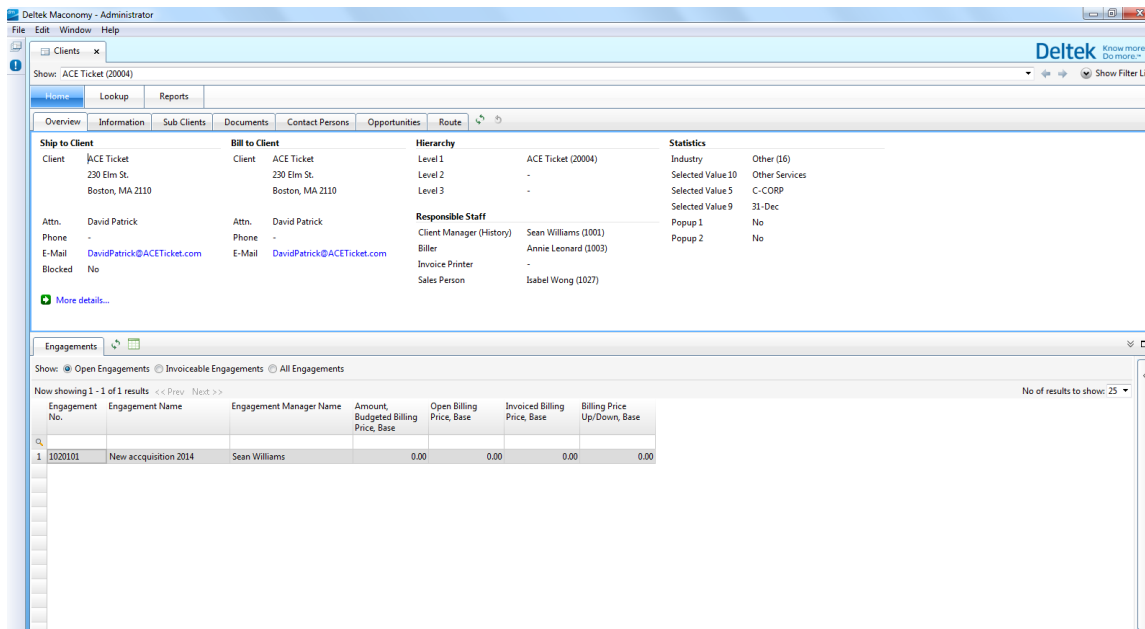 Deltek Maconomy - Administrator
File Edit Window Help
Clients x
Deltek Know more. Do more.™
Show: ACE Ticket (20004) Show Filter Li
Home Lookup Reports
Overview Information Sub Clients Documents Contact Persons Opportunities Route
Ship to Client Bill to Client Hierarchy Statistics
Client ACE Ticket Client ACE Ticket Level 1 ACE Ticket (20004) Industry Other (16)
230 Elm St. 230 Elm St. Level 2 - Selected Value 10 Other Services
Boston, MA 2110 Boston, MA 2110 Level 3 - Selected Value 5 C-CORP
Selected Value 9 31-Dec
Attn. David Patrick Attn. David Patrick Responsible Staff Popup 1 No
Phone - Phone - Client Manager (History) Sean Williams (1001) Popup 2 No
E-Mail DavidPatrick@ACETicket.com E-Mail DavidPatrick@ACETicket.com Biller Annie Leonard (1003)
Blocked No Invoice Printer -
Sales Person Isabel Wong (1027)
More details...
Engagements
Show: Open Engagements Invoiceable Engagements All Engagements
Now showing 1 - 1 of 1 results << Prev Next >> No of results to show: 25
Engagement No. Engagement Name Engagement Manager Name Amount, Budgeted Billing Price, Base Open Billing Price, Base Invoiced Billing Price, Base Billing Price Up/Down, Base
1 1020101 New accquisition 2014 Sean Williams 0.00 0.00 0.00 0.00